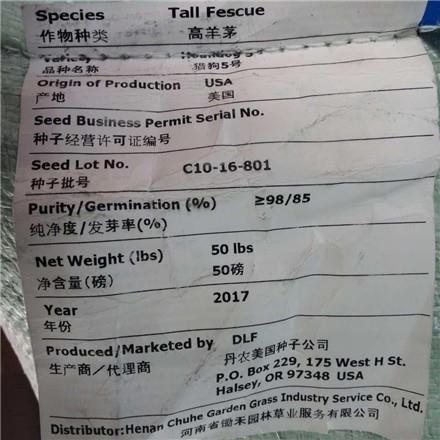 Species Tall Fescue
作物种类 高羊茅
品种名称 猎狗5号
Origin of Production USA
产地 美国
Seed Business Permit Serial No.
种子经营许可证编号
Seed Lot No. C10-16-801
种子批号
Purity/Germination (%) ≥98/85
纯净度/发芽率(%)
Net Weight (lbs) 50 lbs
净含量(磅) 50磅
Year 2017
年份
Produced/Marketed by DLF
生产商/代理商 丹农美国种子公司
P.O. Box 229, 175 West H St.
Halsey, OR 97348 USA
Distributor:Henan Chuhe Garden Grass Industry Service Co., Ltd.
河南省锄禾园林草业服务有限公司